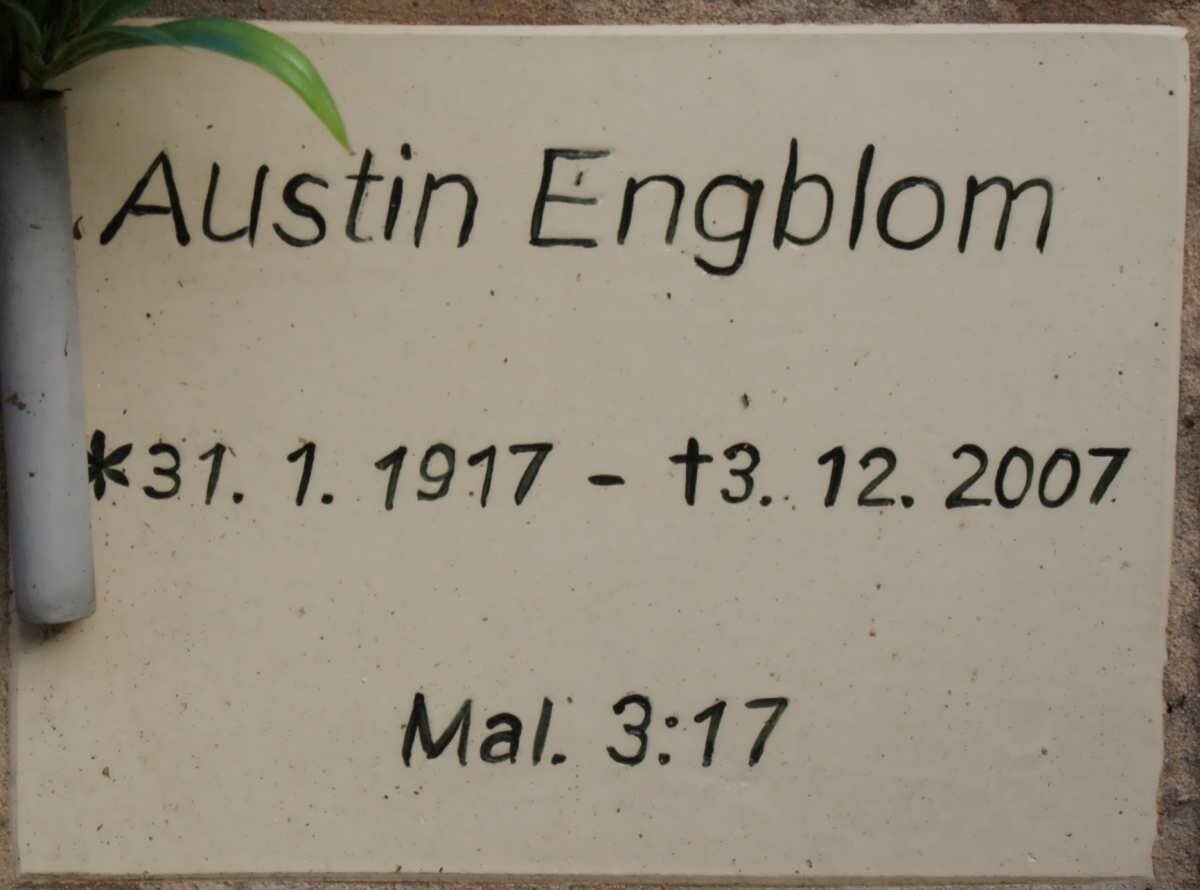 Austin Engblom
*31. 1. 1917 - †3. 12. 2007
Mal. 3:17